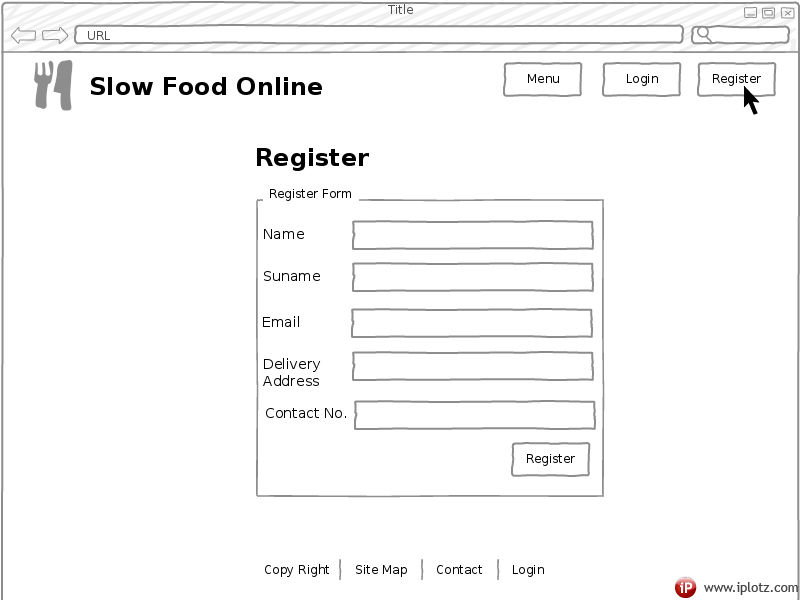 Title
URL
Slow Food Online
Menu
Login
Register
Register
Register Form
Name
Suname
Email
Delivery
Address
Contact No.
Register
Copy Right
Site Map
Contact
Login
iP
www.iplotz.com